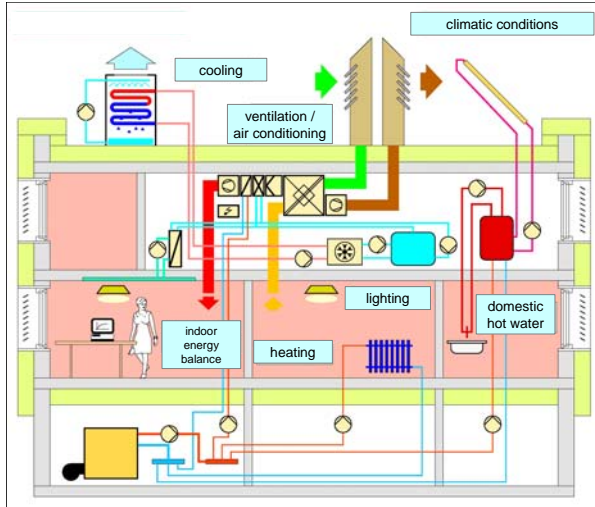 climatic conditions
cooling
ventilation /
air conditioning
lighting
indoor
energy
balance
heating
domestic
hot water